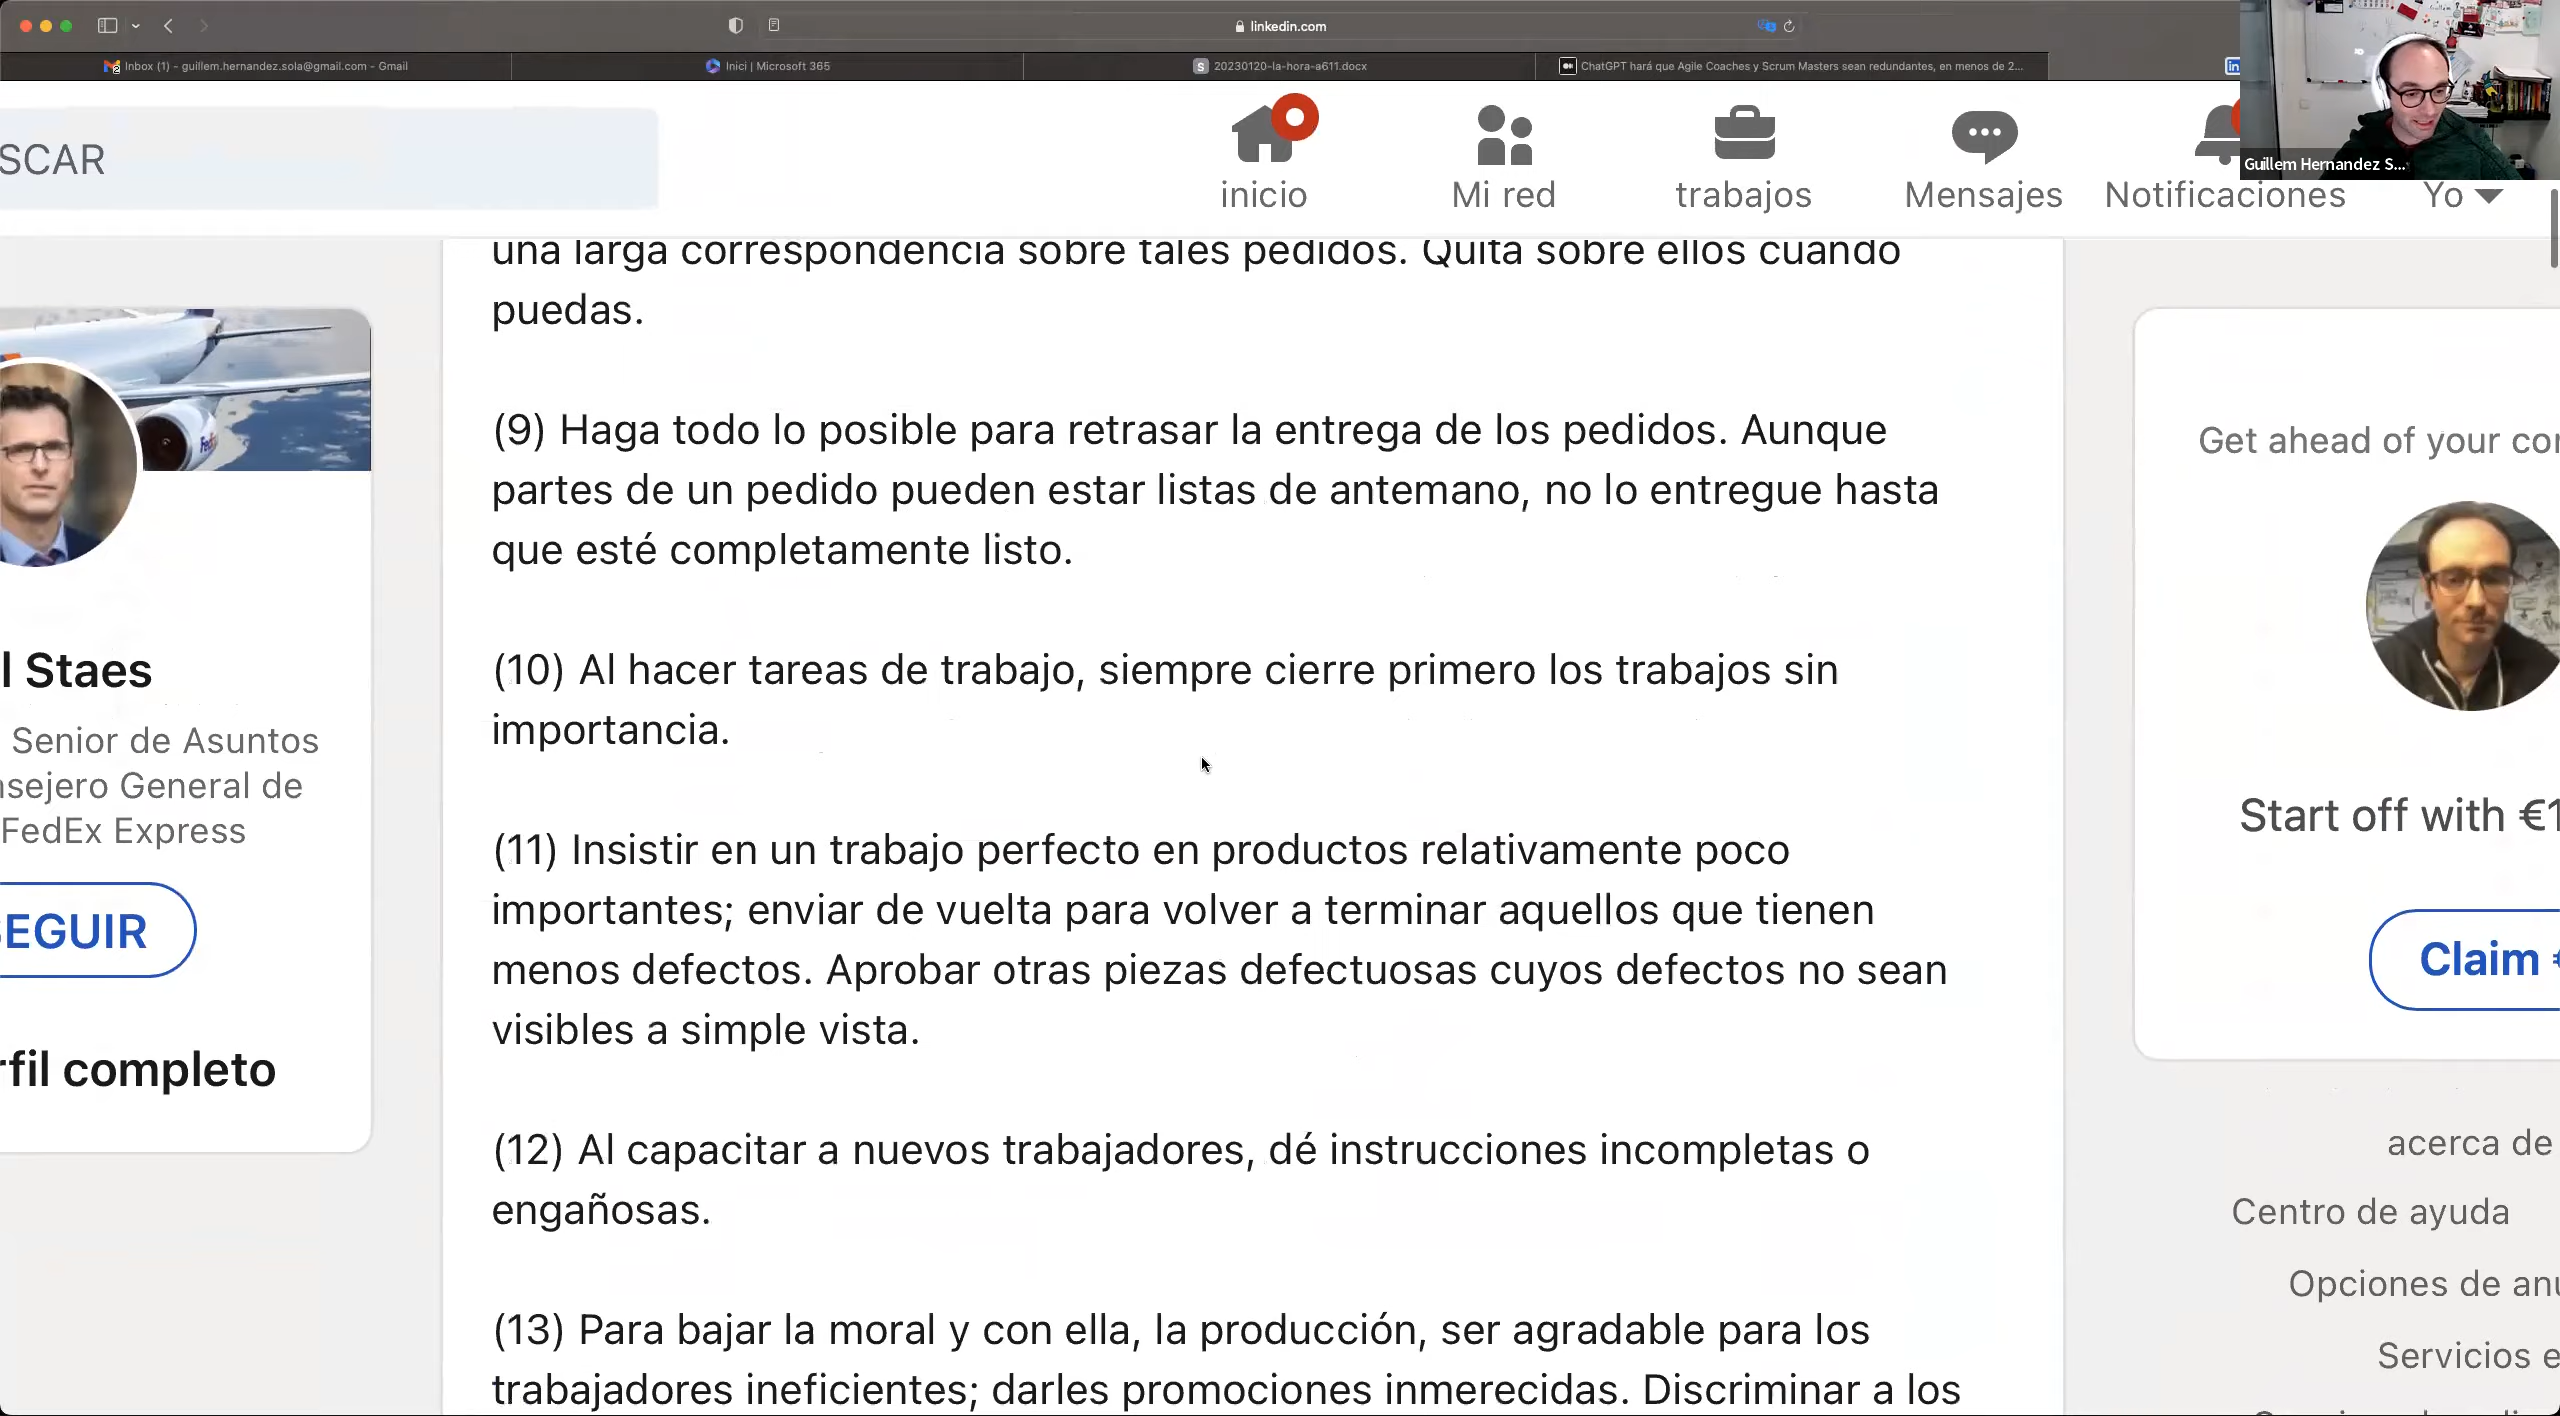 linkedin.com
Inbox (1) - guillem.hernandez.sola@gmail.com - Gmail
Inici | Microsoft 365
20230120-la-hora-a611.docx
ChatGPT hará que Agile Coaches y Scrum Masters sean redundantes, en menos de 2...
Guillem Hernandez S...
SCAR
inicio
Mi red
trabajos
Mensajes
Notificaciones
Yo
una larga correspondencia sobre tales pedidos. Quita sobre ellos cuando
puedas.
(9) Haga todo lo posible para retrasar la entrega de los pedidos. Aunque
partes de un pedido pueden estar listas de antemano, no lo entregue hasta
que esté completamente listo.
(10) Al hacer tareas de trabajo, siempre cierre primero los trabajos sin
importancia.
(11) Insistir en un trabajo perfecto en productos relativamente poco
importantes; enviar de vuelta para volver a terminar aquellos que tienen
menos defectos. Aprobar otras piezas defectuosas cuyos defectos no sean
visibles a simple vista.
(12) Al capacitar a nuevos trabajadores, dé instrucciones incompletas o
engañosas.
(13) Para bajar la moral y con ella, la producción, ser agradable para los
trabajadores ineficientes; darles promociones inmerecidas. Discriminar a los
l Staes
Senior de Asuntos
nsejero General de
FedEx Express
SEGUIR
rfil completo
Get ahead of your cor
Start off with €1
Claim €
acerca de
Centro de ayuda
Opciones de anu
Servicios e